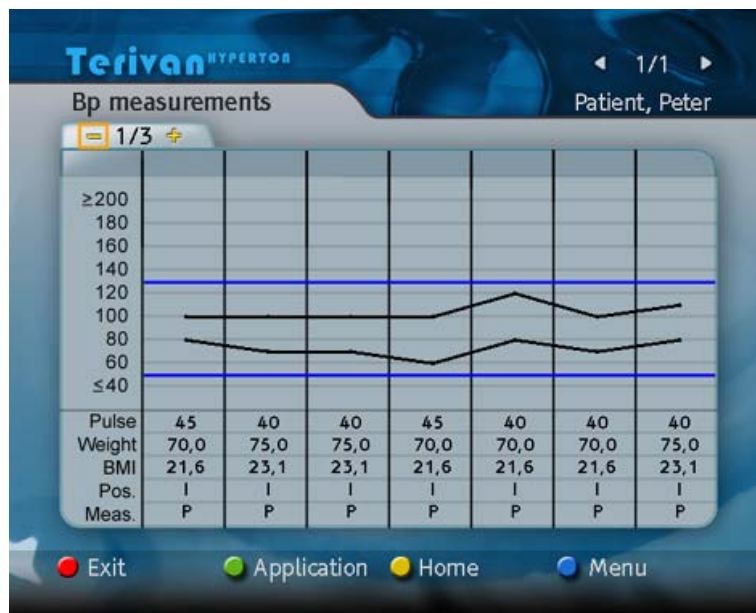 Terivan HYPERTON
◄ 1/1 ►
Bp measurements
Patient, Peter
- 1/3 +
≥200
180
160
140
120
100
80
60
≤40
Pulse 45 40 40 45 40 40 40
Weight 70,0 75,0 75,0 70,0 70,0 70,0 75,0
BMI 21,6 23,1 23,1 21,6 21,6 21,6 23,1
Pos. I I I I I I I
Meas. P P P P P P P
Exit Application Home Menu